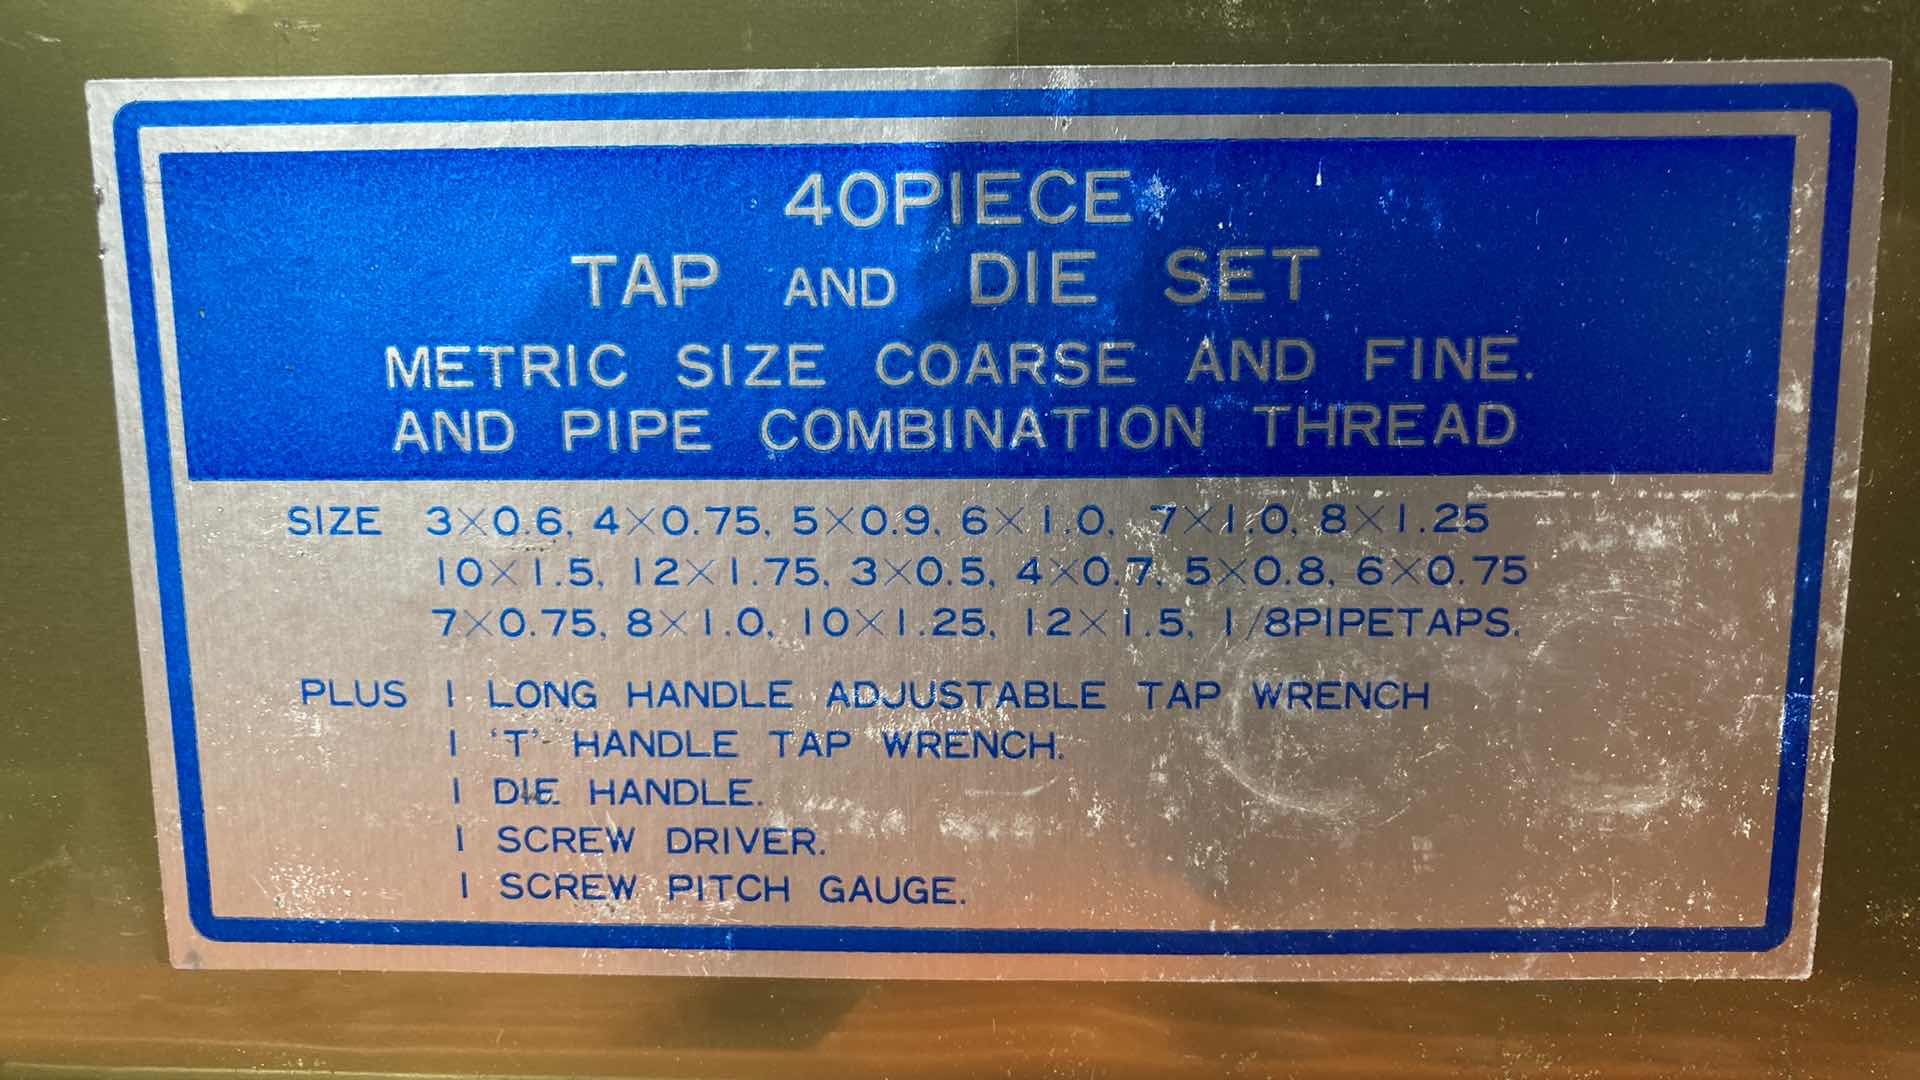 40PIECE
TAP AND DIE SET
METRIC SIZE COARSE AND FINE.
AND PIPE COMBINATION THREAD
SIZE 3×0.6, 4×0.75, 5×0.9, 6×1.0, 7×1.0, 8×1.25
10×1.5, 12×1.75, 3×0.5, 4×0.7, 5×0.8, 6×0.75
7×0.75, 8×1.0, 10×1.25, 12×1.5, 1/8PIPETAPS.
PLUS 1 LONG HANDLE ADJUSTABLE TAP WRENCH
1 'T' HANDLE TAP WRENCH.
1 DIE HANDLE.
1 SCREW DRIVER.
1 SCREW PITCH GAUGE.